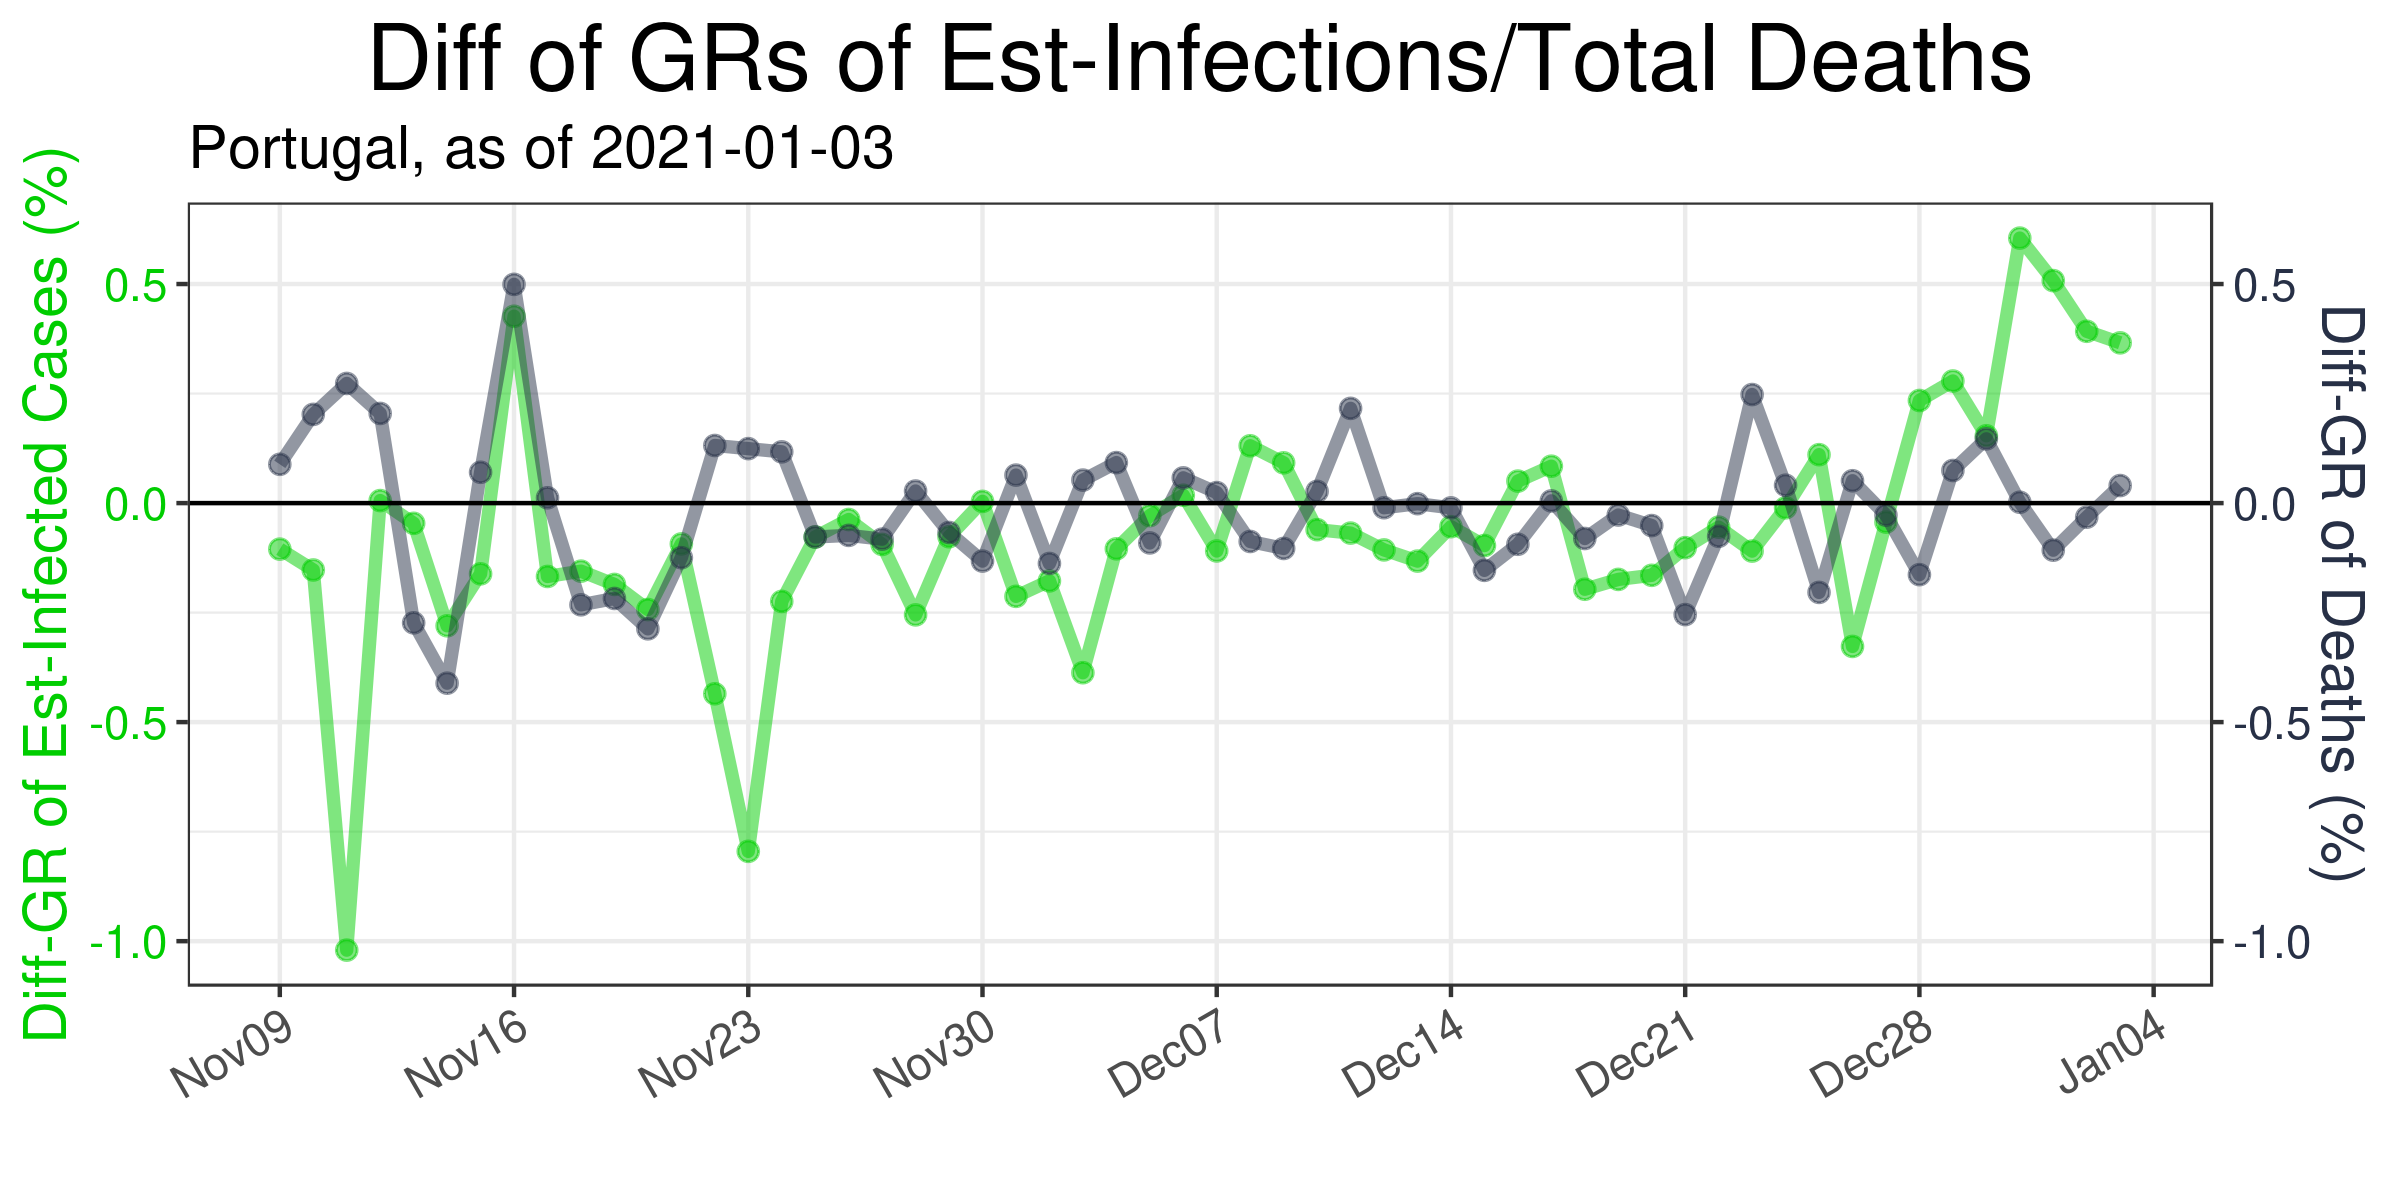 Diff of GRs of Est-Infections/Total Deaths
Portugal, as of 2021-01-03
Diff-GR of Est-Infected Cases (%)
0.5
0.0
-0.5
-1.0
0.5
0.0
-0.5
-1.0
Diff-GR of Deaths (%)
Nov09
Nov16
Nov23
Nov30
Dec07
Dec14
Dec21
Dec28
Jan04